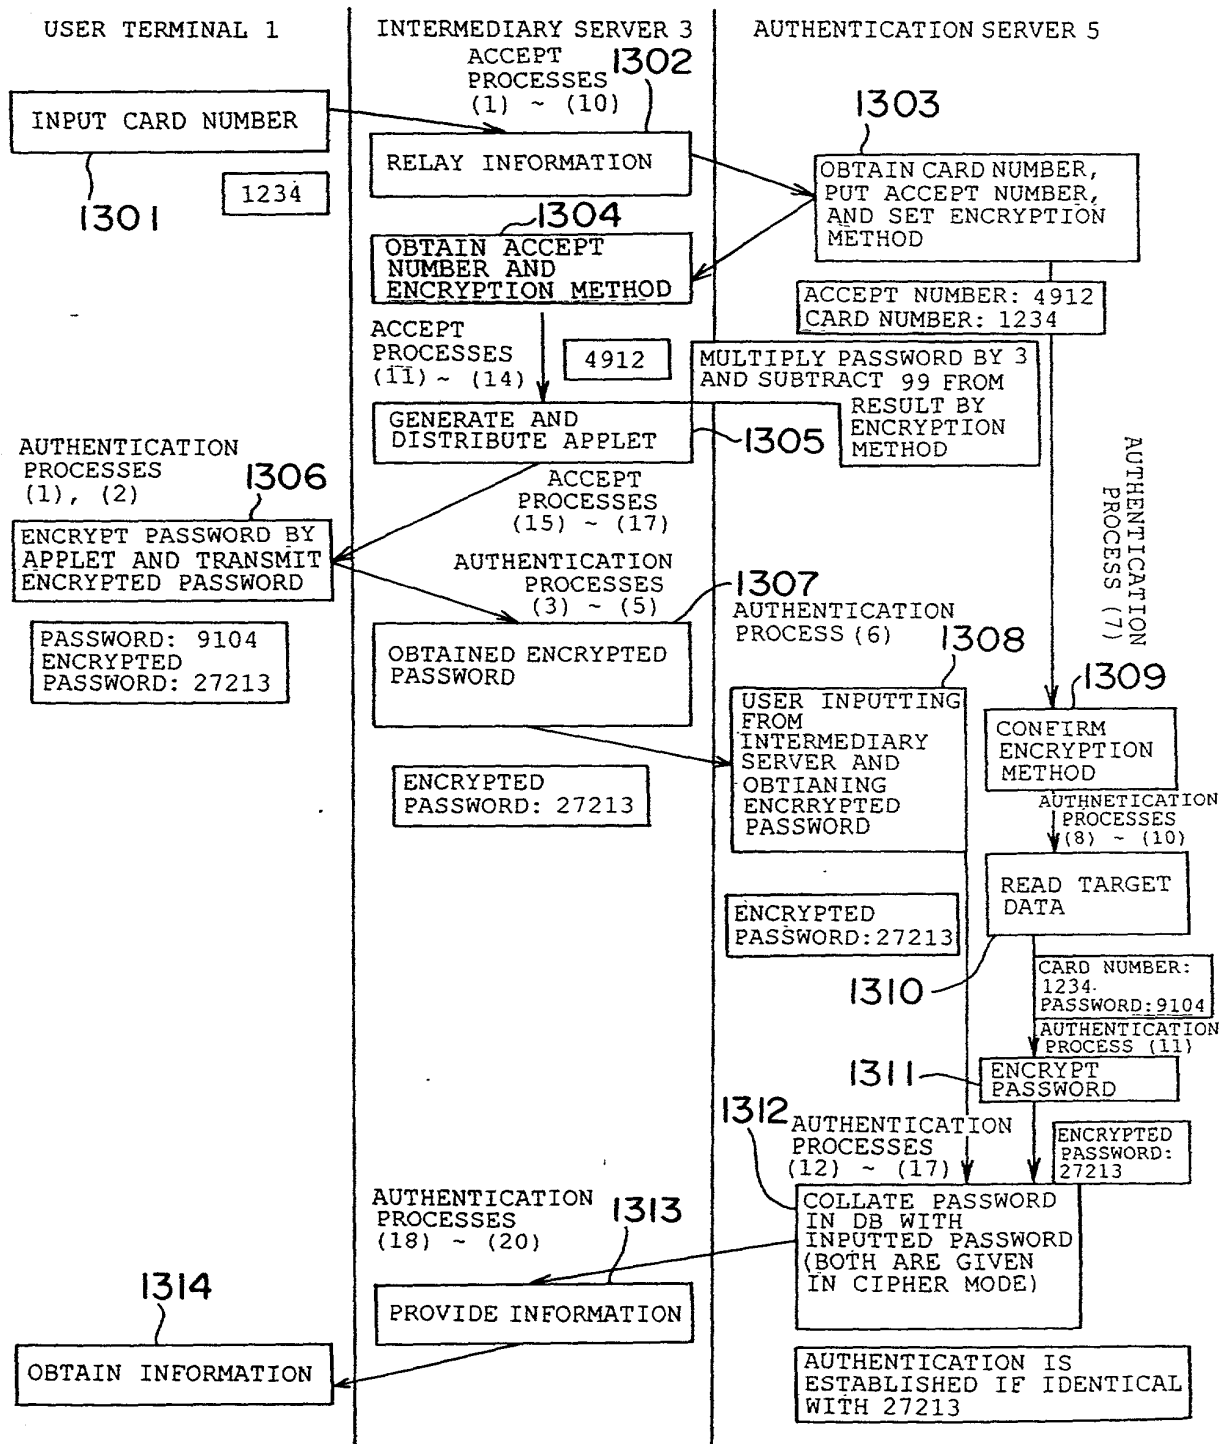 USER TERMINAL 1
INTERMEDIARY SERVER 3
AUTHENTICATION SERVER 5
ACCEPT
PROCESSES
(1) ~ (10)
1302
1303
INPUT CARD NUMBER
1301
1234
RELAY INFORMATION
OBTAIN CARD NUMBER,
PUT ACCEPT NUMBER,
AND SET ENCRYPTION
METHOD
1304
OBTAIN ACCEPT
NUMBER AND
ENCRYPTION METHOD
ACCEPT NUMBER: 4912
CARD NUMBER: 1234
ACCEPT
PROCESSES
(11) ~ (14)
4912
MULTIPLY PASSWORD BY 3
AND SUBTRACT 99 FROM
RESULT BY
ENCRYPTION
METHOD
GENERATE AND
DISTRIBUTE APPLET
1305
AUTHENTICATION
PROCESSES
(1), (2)
1306
ACCEPT
PROCESSES
(15) ~ (17)
AUTHENTICATION
PROCESS (7)
ENCRYPT PASSWORD BY
APPLET AND TRANSMIT
ENCRYPTED PASSWORD
AUTHENTICATION
PROCESSES
(3) ~ (5)
1307
PASSWORD: 9104
ENCRYPTED
PASSWORD: 27213
OBTAINED ENCRYPTED
PASSWORD
AUTHENTICATION
PROCESS (6)
1308
1309
USER INPUTTING
FROM
INTERMEDIARY
SERVER AND
OBTIANING
ENCRRYPTED
PASSWORD
CONFIRM
ENCRYPTION
METHOD
ENCRYPTED
PASSWORD: 27213
AUTHNETICATION
PROCESSES
(8) ~ (10)
READ TARGET
DATA
ENCRYPTED
PASSWORD: 27213
1310
CARD NUMBER:
1234
PASSWORD:9104
AUTHENTICATION
PROCESS (11)
1311
ENCRYPT
PASSWORD
1312
AUTHENTICATION
PROCESSES
(12) ~ (17)
ENCRYPTED
PASSWORD:
27213
AUTHENTICATION
PROCESSES
(18) ~ (20)
1313
COLLATE PASSWORD
IN DB WITH
INPUTTED PASSWORD
(BOTH ARE GIVEN
IN CIPHER MODE)
PROVIDE INFORMATION
1314
OBTAIN INFORMATION
AUTHENTICATION IS
ESTABLISHED IF IDENTICAL
WITH 27213